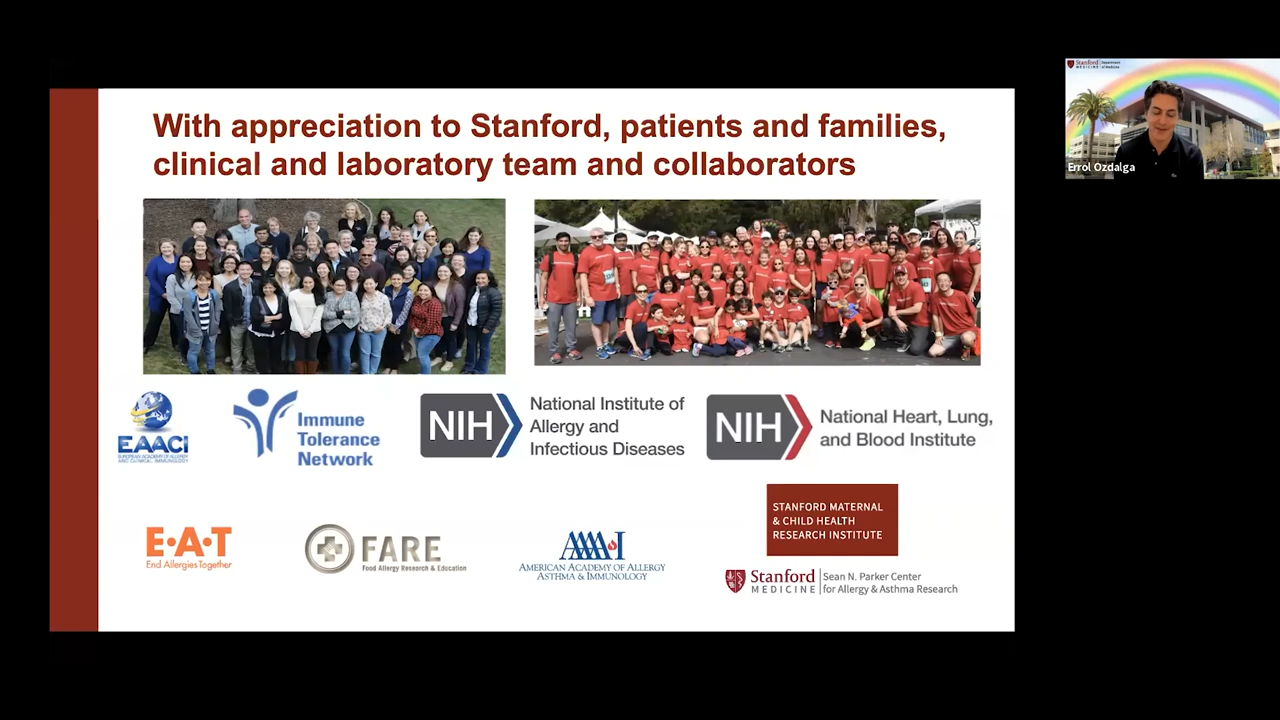 With appreciation to Stanford, patients and families,
clinical and laboratory team and collaborators
Stanford
MEDICINE
Department
of Medicine
Errol Ozdalga
EAACI
EUROPEAN ACADEMY OF ALLERGY
AND CLINICAL IMMUNOLOGY
Immune
Tolerance
Network
NIH
National Institute of
Allergy and
Infectious Diseases
NIH
National Heart, Lung,
and Blood Institute
E·A·T
End Allergies Together
FARE
Food Allergy Research & Education
AAAAI
AMERICAN ACADEMY OF ALLERGY
ASTHMA & IMMUNOLOGY
STANFORD MATERNAL
& CHILD HEALTH
RESEARCH INSTITUTE
Stanford
MEDICINE
Sean N. Parker Center
for Allergy & Asthma Research